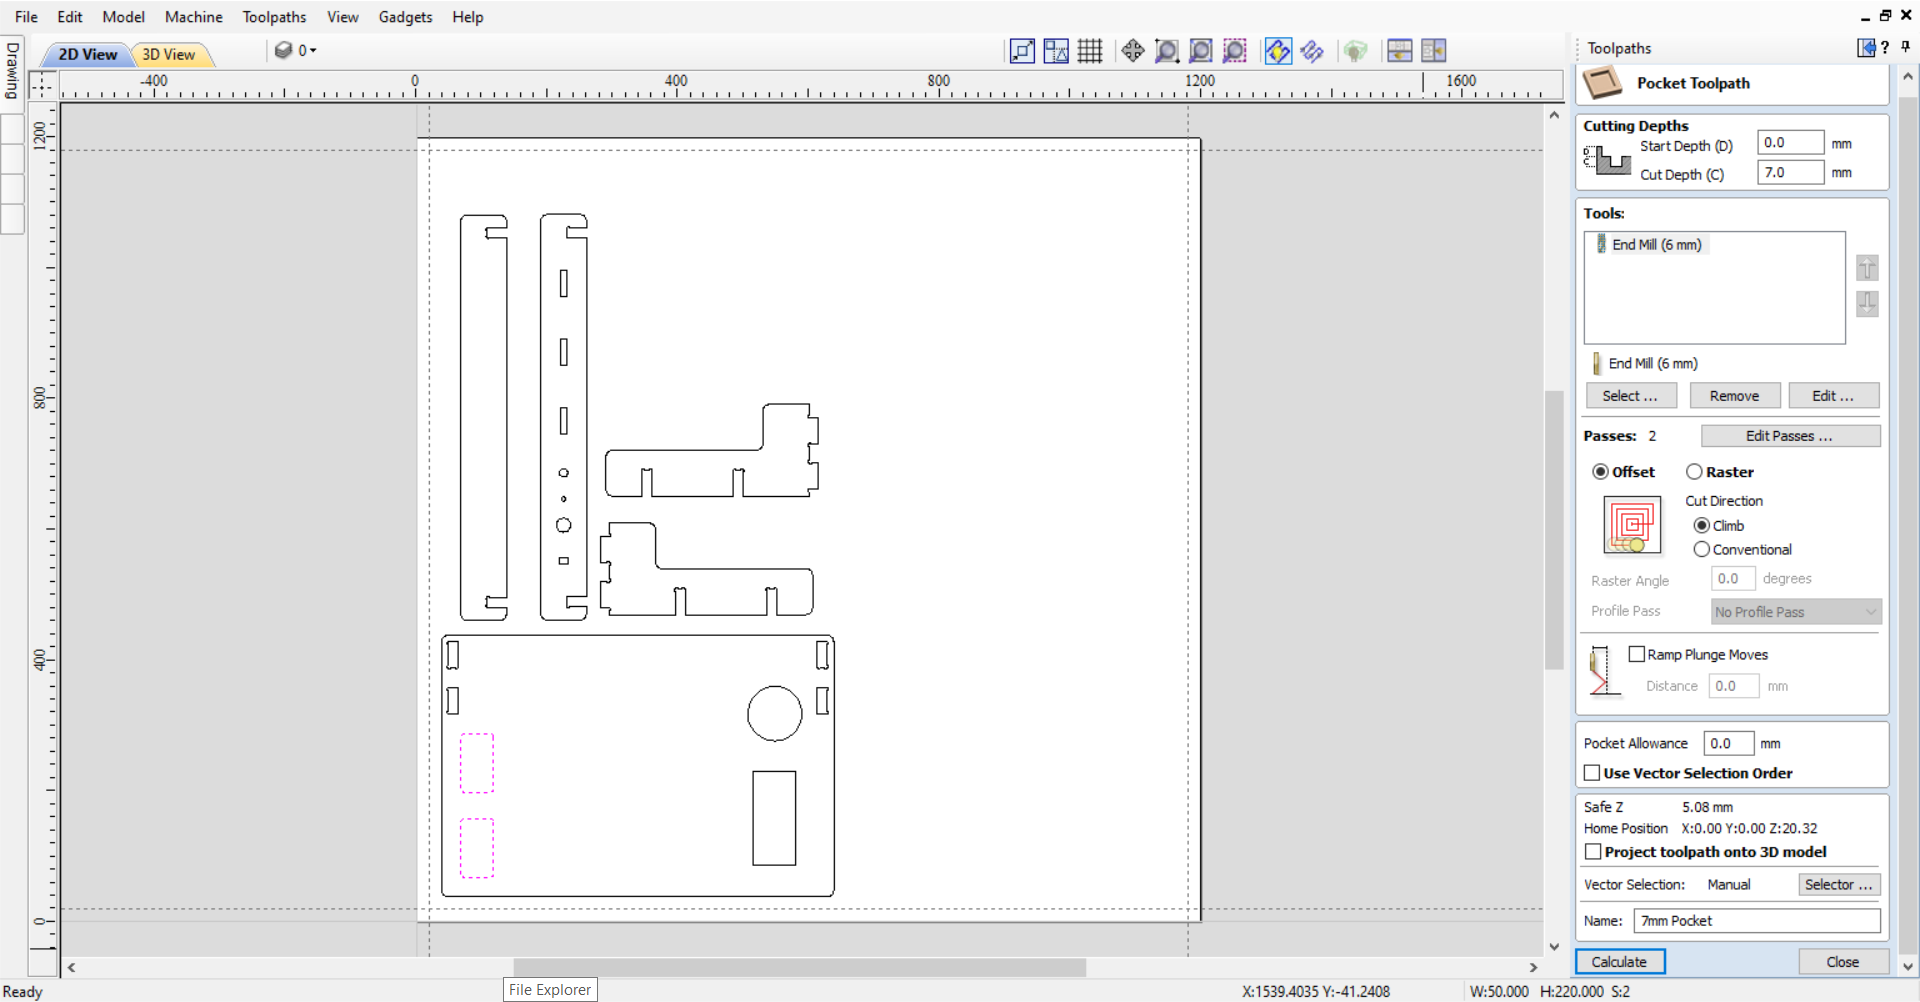 File Edit Model Machine Toolpaths View Gadgets Help
Drawing
2D View 3D View 0
Toolpaths ?
-400 0 400 800 1200 1600
1200
800
400
0
Pocket Toolpath
Cutting Depths
Start Depth (D) 0.0 mm
Cut Depth (C) 7.0 mm
D
C
Tools:
End Mill (6 mm)
End Mill (6 mm)
Select ... Remove Edit ...
Passes: 2 Edit Passes ...
Offset Raster
Cut Direction
Climb
Conventional
Raster Angle 0.0 degrees
Profile Pass No Profile Pass
Ramp Plunge Moves
Distance 0.0 mm
Pocket Allowance 0.0 mm
Use Vector Selection Order
Safe Z 5.08 mm
Home Position X:0.00 Y:0.00 Z:20.32
Project toolpath onto 3D model
Vector Selection: Manual Selector ...
Name: 7mm Pocket
Calculate Close
File Explorer
Ready X:1539.4035 Y:-41.2408 W:50.000 H:220.000 S:2